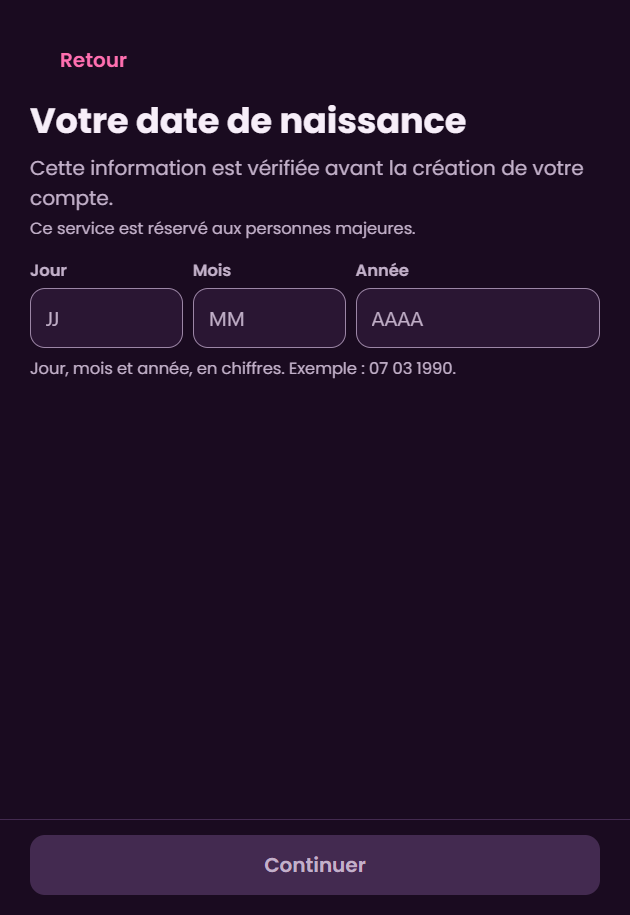 Retour
Votre date de naissance
Cette information est vérifiée avant la création de votre
compte.
Ce service est réservé aux personnes majeures.
Jour Mois Année
JJ MM AAAA
Jour, mois et année, en chiffres. Exemple : 07 03 1990.
Continuer